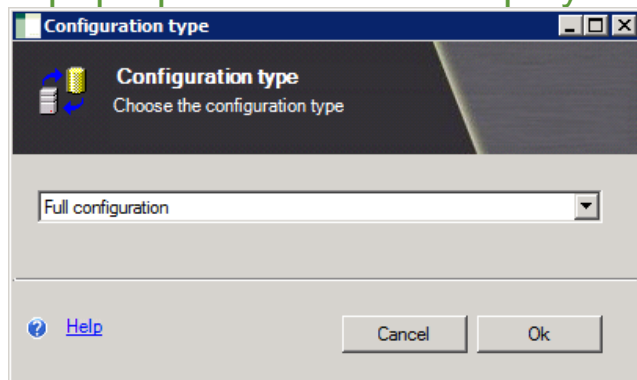 Configuration type
Configuration type
Choose the configuration type
Full configuration
Help
Cancel
Ok